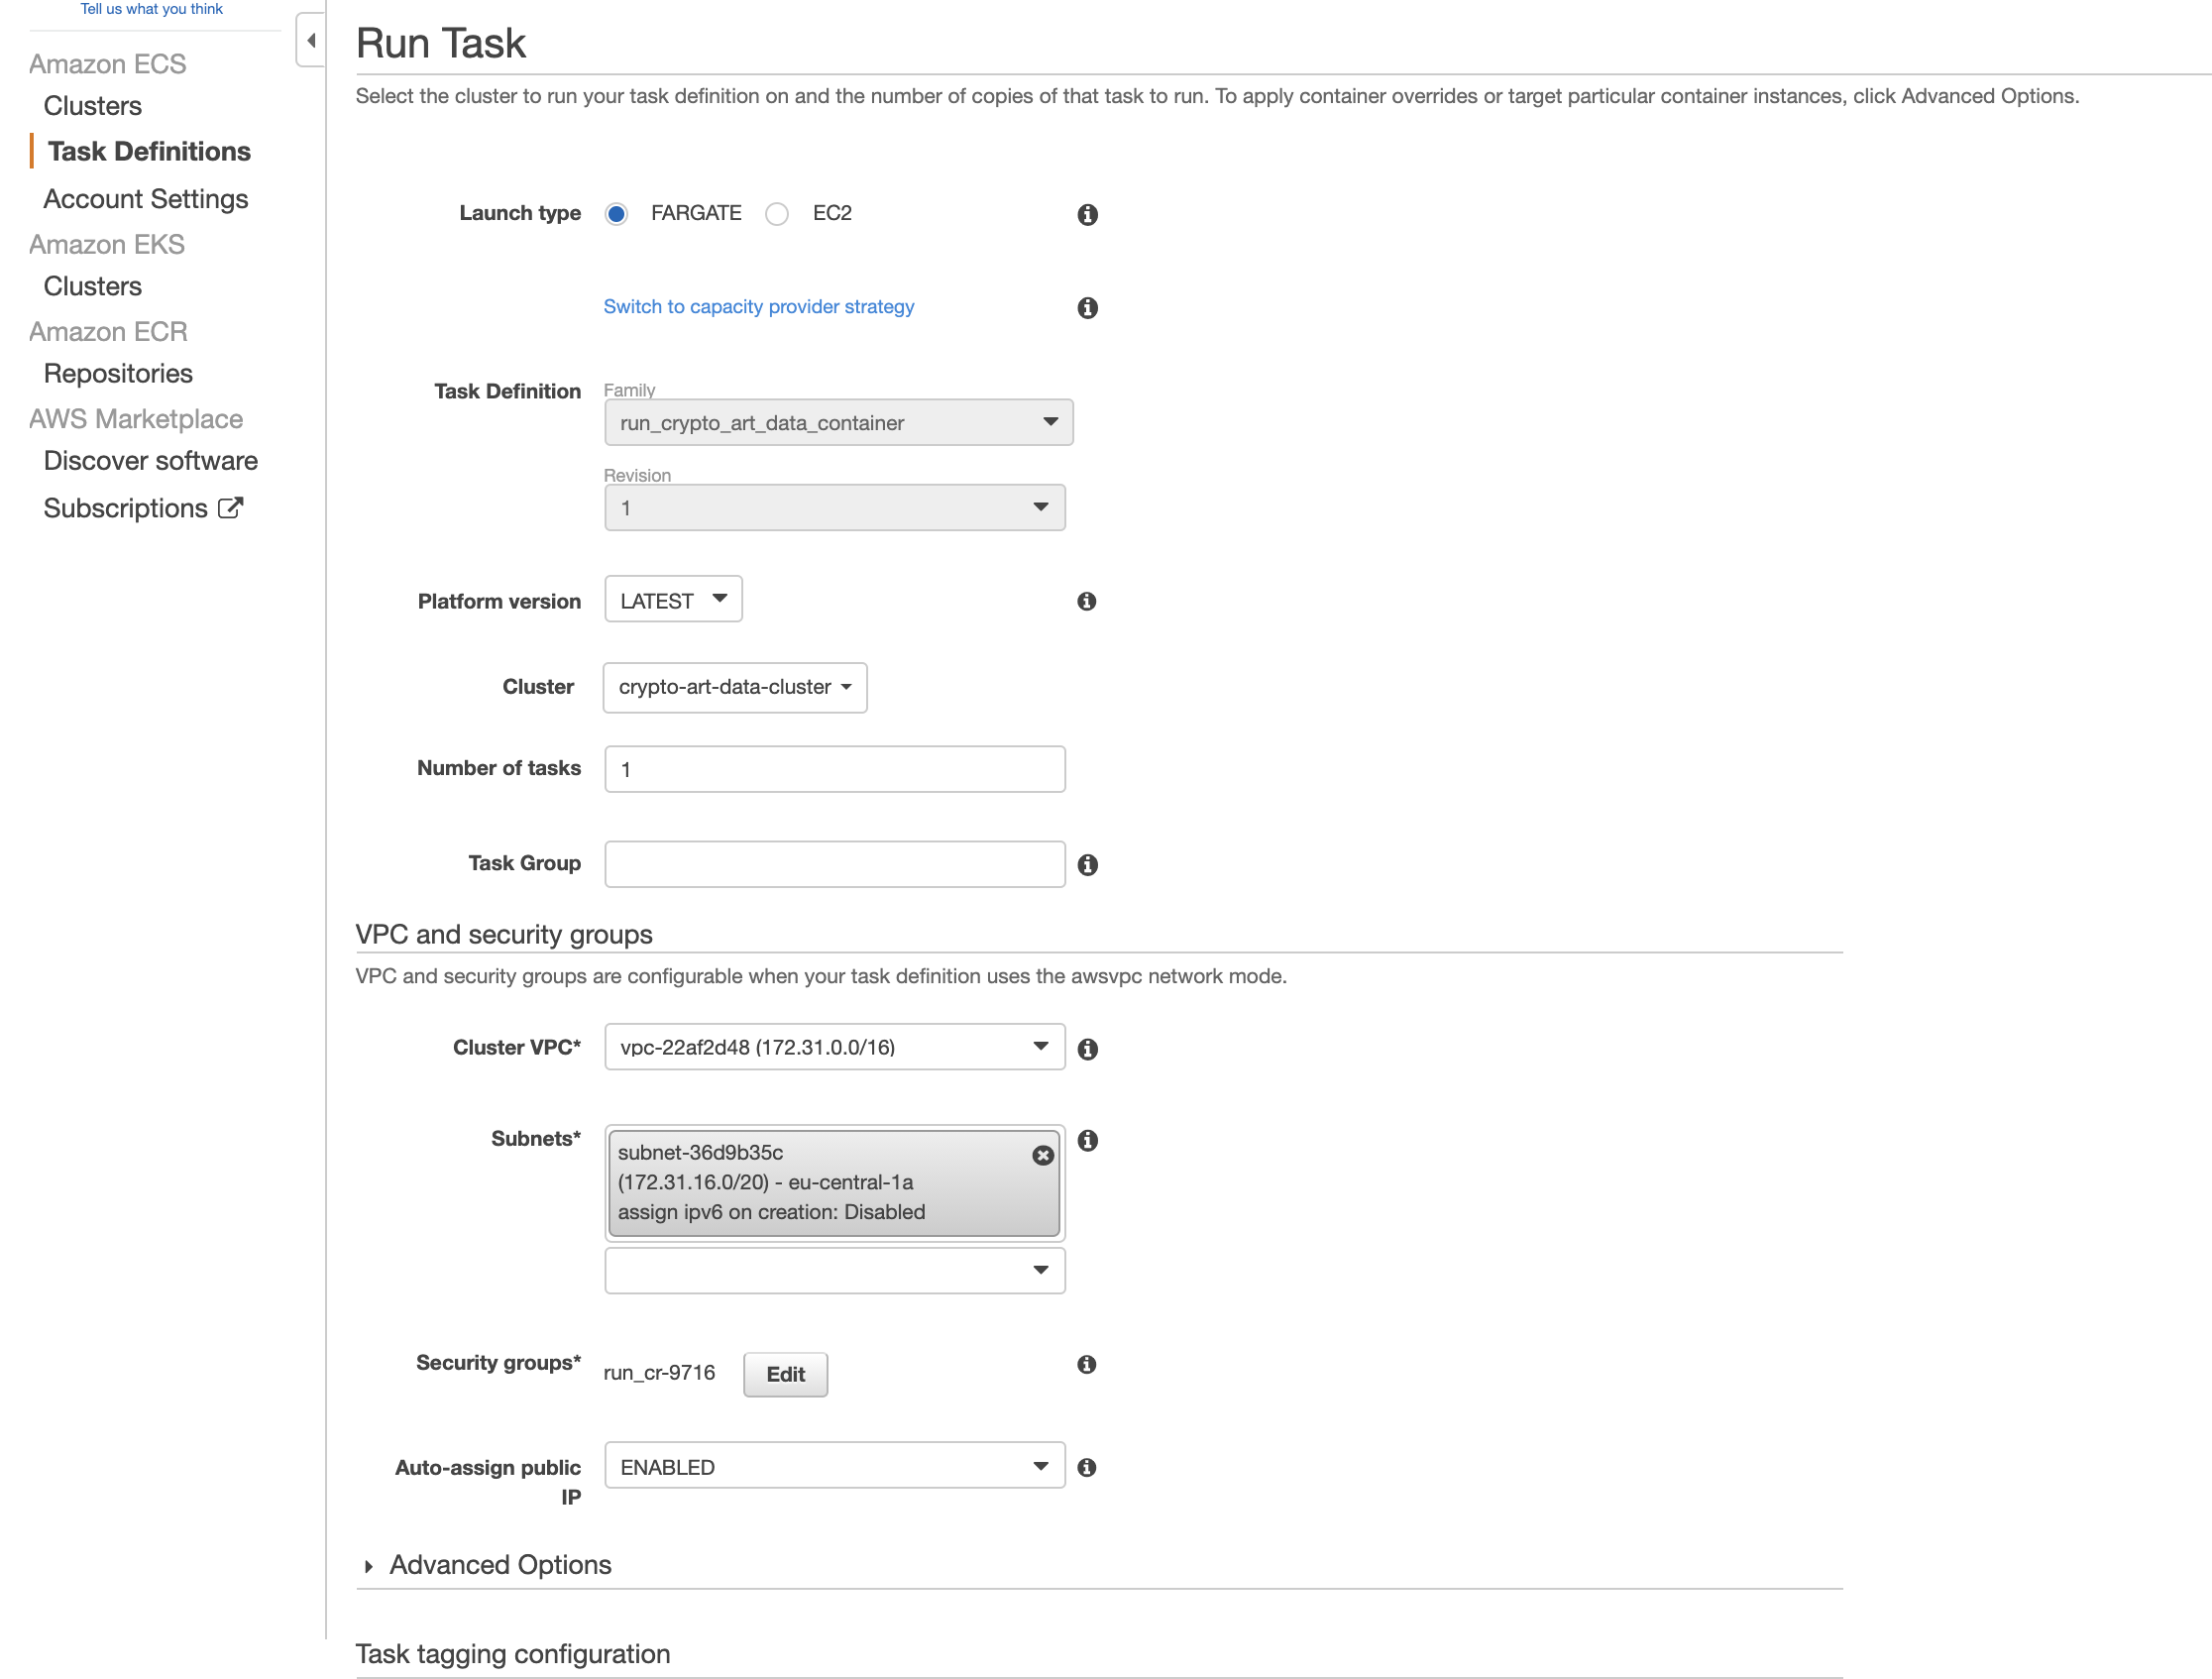 Tell us what you think
Amazon ECS
Clusters
Task Definitions
Account Settings
Amazon EKS
Clusters
Amazon ECR
Repositories
AWS Marketplace
Discover software
Subscriptions
Run Task
Select the cluster to run your task definition on and the number of copies of that task to run. To apply container overrides or target particular container instances, click Advanced Options.
Launch type FARGATE EC2
Switch to capacity provider strategy
Task Definition Family
run_crypto_art_data_container
Revision
1
Platform version LATEST
Cluster crypto-art-data-cluster
Number of tasks 1
Task Group
VPC and security groups
VPC and security groups are configurable when your task definition uses the awsvpc network mode.
Cluster VPC* vpc-22af2d48 (172.31.0.0/16)
Subnets* subnet-36d9b35c
(172.31.16.0/20) - eu-central-1a
assign ipv6 on creation: Disabled
Security groups* run_cr-9716 Edit
Auto-assign public ENABLED
IP
Advanced Options
Task tagging configuration